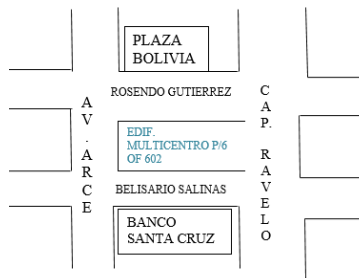 PLAZA
BOLIVIA
ROSENDO GUTIERREZ
AV. ARCE
CAP. RAVELO
EDIF.
MULTICENTRO P/6
OF 602
BELISARIO SALINAS
BANCO
SANTA CRUZ